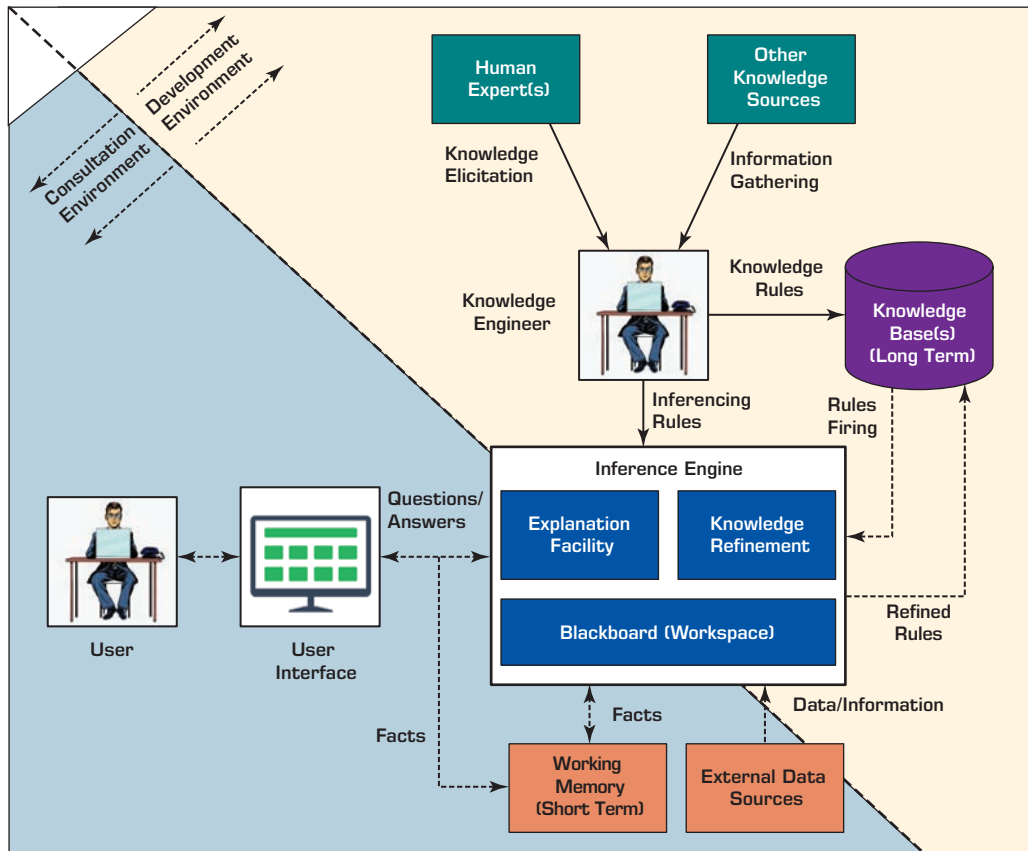 Development
Environment
Consultation
Environment
Human
Expert(s)
Other
Knowledge
Sources
Knowledge
Elicitation
Information
Gathering
Knowledge
Engineer
Knowledge
Rules
Knowledge
Base(s)
(Long Term)
Inferencing
Rules
Rules
Firing
Inference Engine
Explanation
Facility
Knowledge
Refinement
Blackboard (Workspace)
Questions/
Answers
User
User
Interface
Refined
Rules
Facts
Facts
Data/Information
Working
Memory
(Short Term)
External Data
Sources